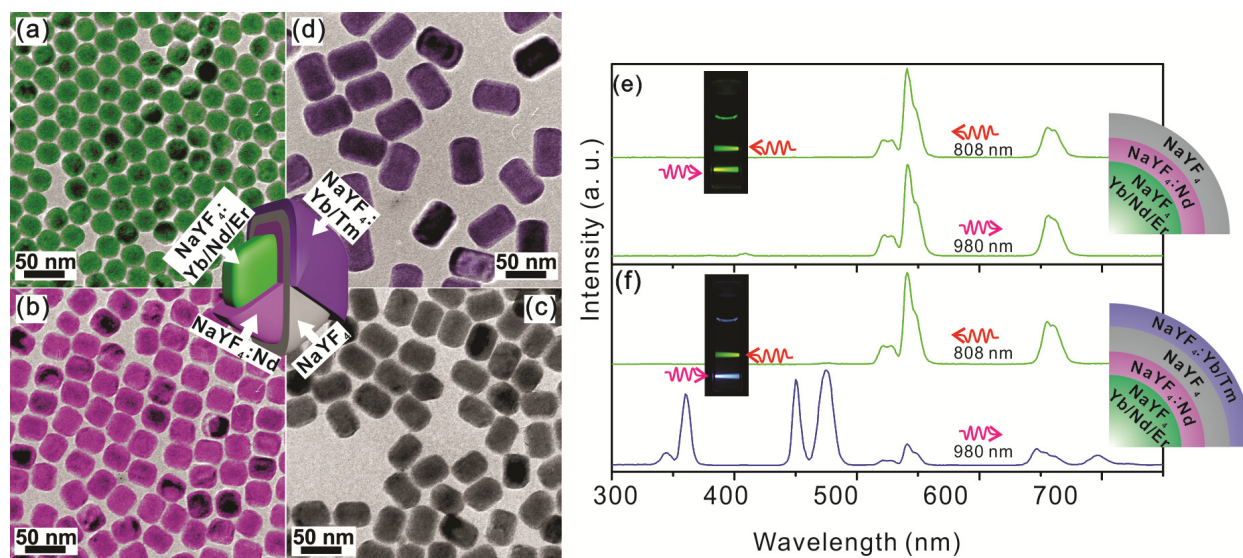 (a)
(d)
NaYF₄:
Yb/Nd/Er
NaYF₄:
Yb/Tm
50 nm
50 nm
(b)
(c)
NaYF₄:Nd
NaYF₄
50 nm
50 nm
Intensity (a. u.)
(e)
808 nm
980 nm
NaYF₄
NaYF₄:Nd
NaYF₄
Yb/Nd/Er
(f)
808 nm
980 nm
NaYF₄:Yb/Tm
NaYF₄
NaYF₄:Nd
NaYF₄
Yb/Nd/Er
300 400 500 600 700
Wavelength (nm)